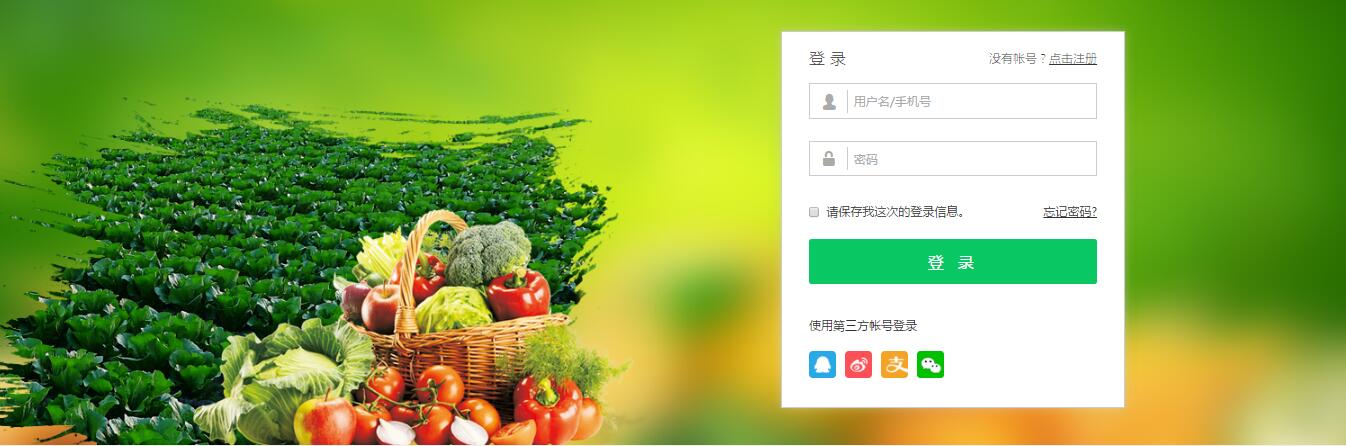 登 录
没有帐号？点击注册
用户名/手机号
密码
请保存我这次的登录信息。
忘记密码?
登 录
使用第三方帐号登录
支